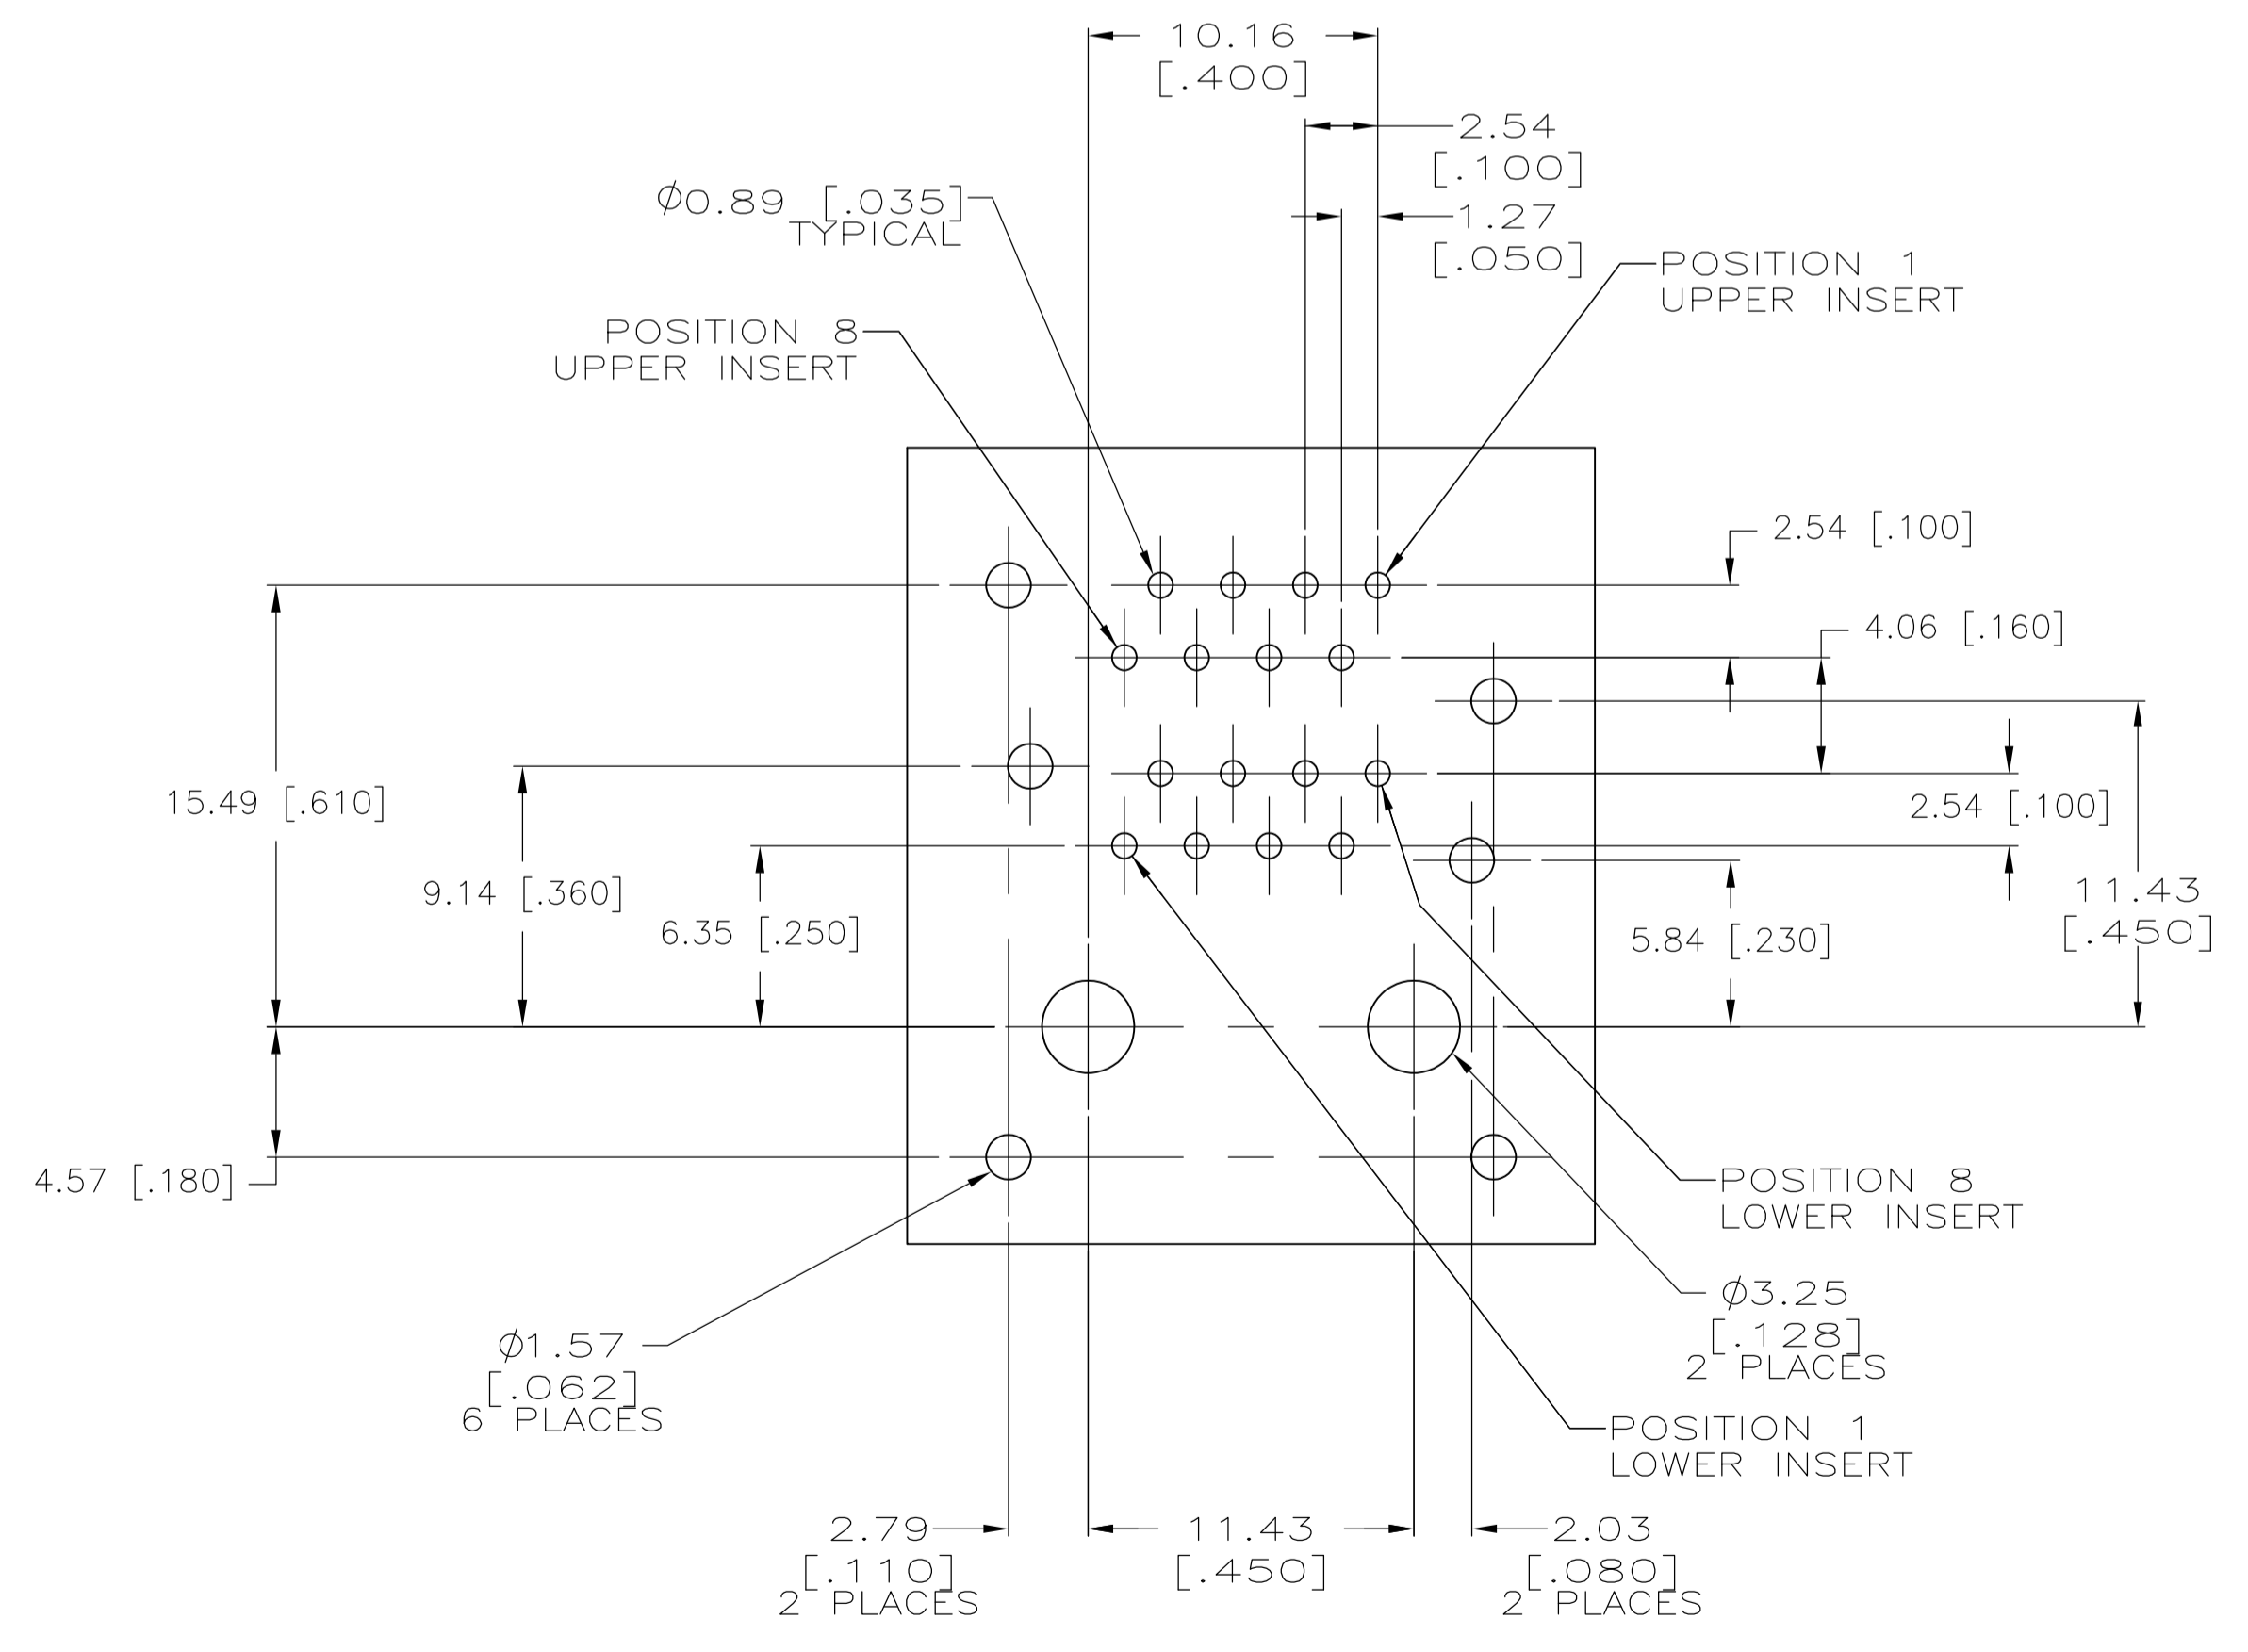 10.16
[.400]
2.54
[.100]
1.27
[.050]
Ø0.89 [.035]
TYPICAL
POSITION 1
UPPER INSERT
POSITION 8
UPPER INSERT
2.54 [.100]
4.06 [.160]
15.49 [.610]
2.54 [.100]
9.14 [.360]
11.43
[.450]
6.35 [.250]
5.84 [.230]
4.57 [.180]
POSITION 8
LOWER INSERT
Ø3.25
[.128]
2 PLACES
Ø1.57
[.062]
6 PLACES
POSITION 1
LOWER INSERT
2.79
[.110]
2 PLACES
11.43
[.450]
2.03
[.080]
2 PLACES